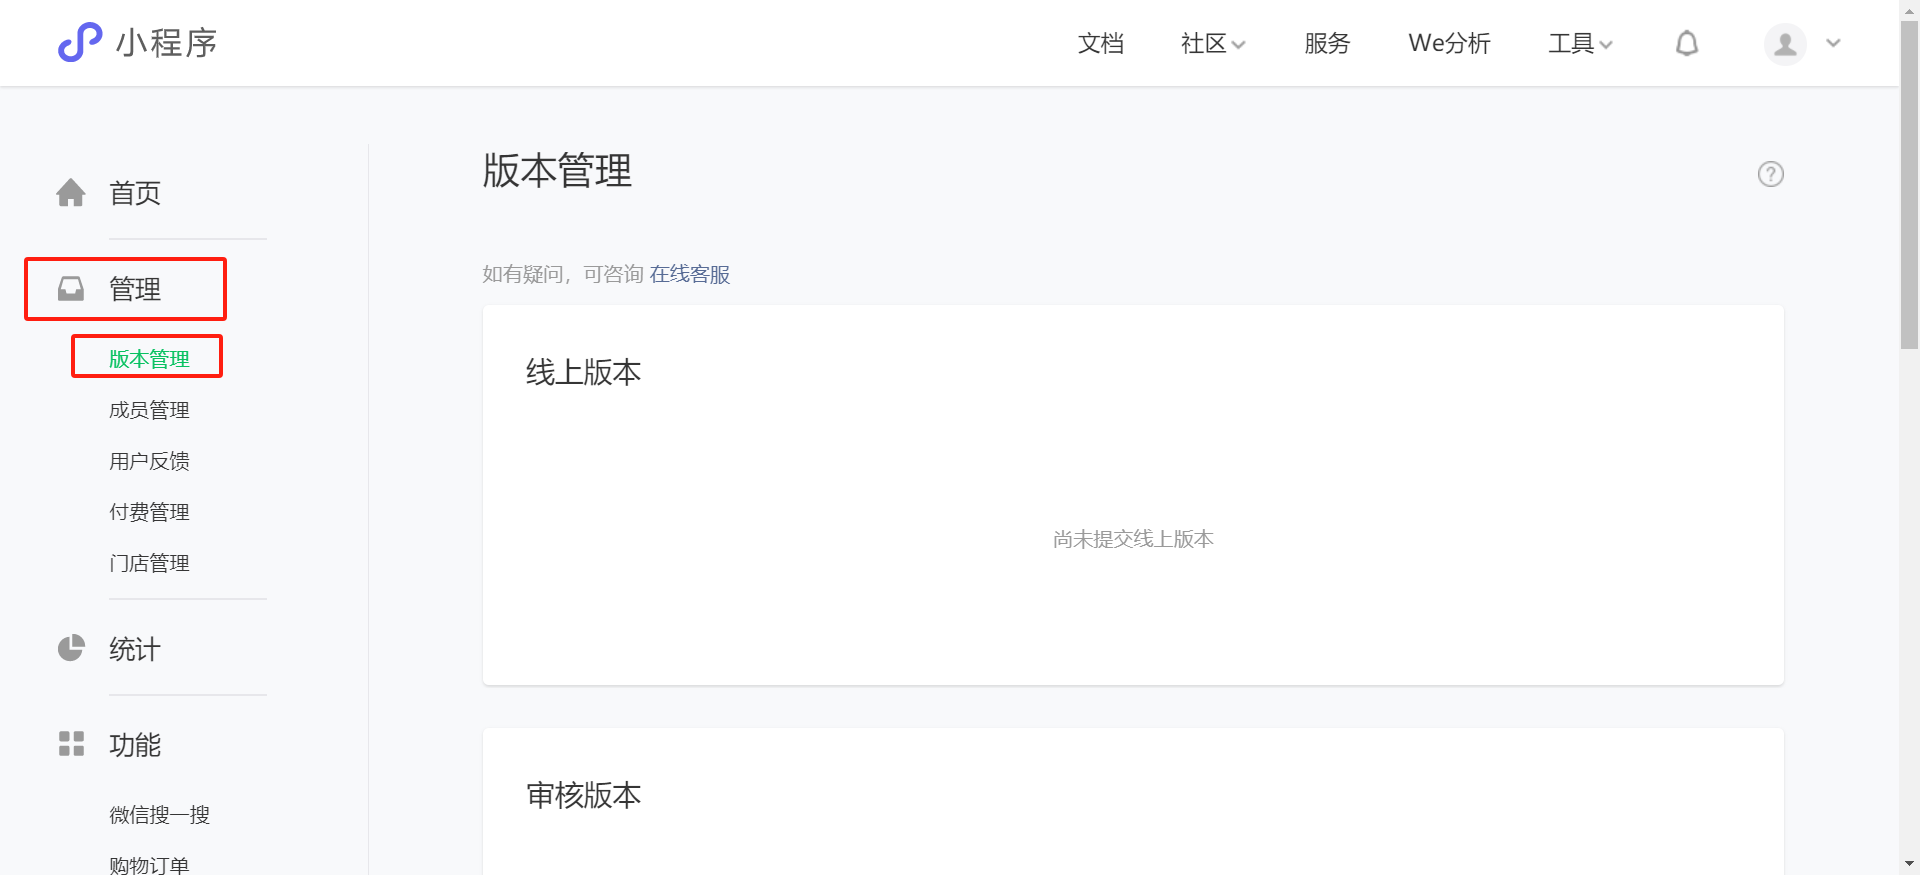 小程序
文档 社区 服务 We分析 工具
首页
管理
版本管理
成员管理
用户反馈
付费管理
门店管理
统计
功能
微信搜一搜
购物订单
版本管理
?
如有疑问，可咨询 在线客服
线上版本
尚未提交线上版本
审核版本